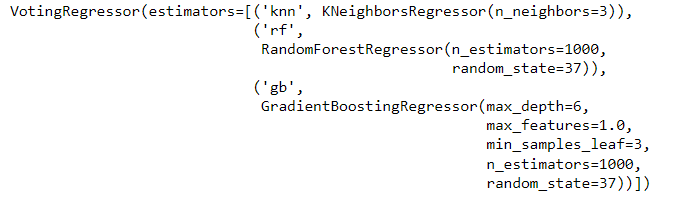 VotingRegressor(estimators=[('knn', KNeighborsRegressor(n_neighbors=3)),
('rf',
RandomForestRegressor(n_estimators=1000,
random_state=37)),
('gb',
GradientBoostingRegressor(max_depth=6,
max_features=1.0,
min_samples_leaf=3,
n_estimators=1000,
random_state=37))])